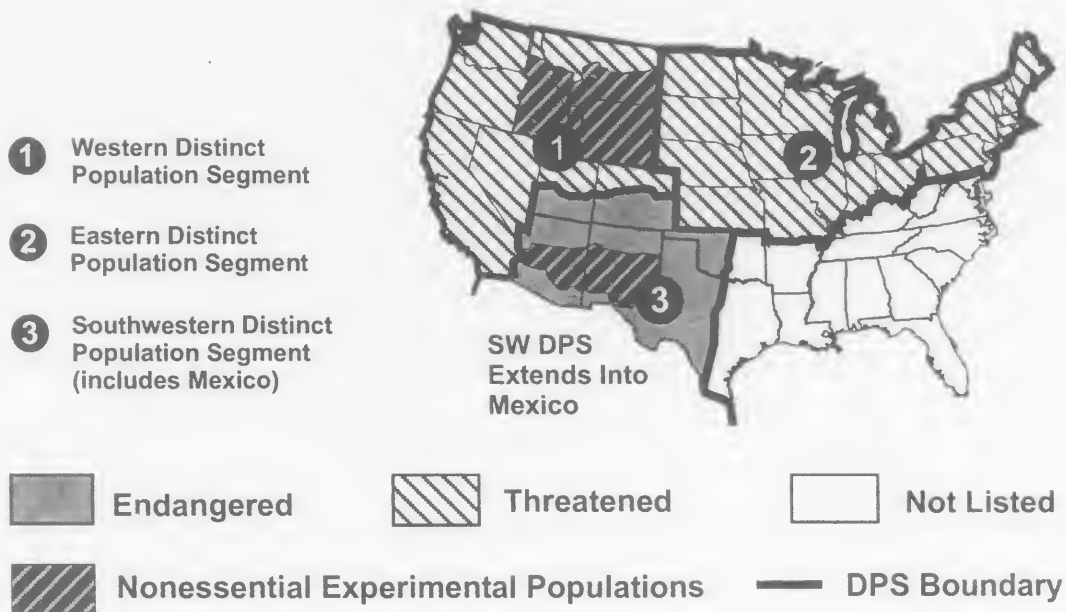 1 Western Distinct
Population Segment
2 Eastern Distinct
Population Segment
3 Southwestern Distinct
Population Segment
(includes Mexico)
1
2
3
SW DPS
Extends Into
Mexico
Endangered
Threatened
Not Listed
Nonessential Experimental Populations
DPS Boundary